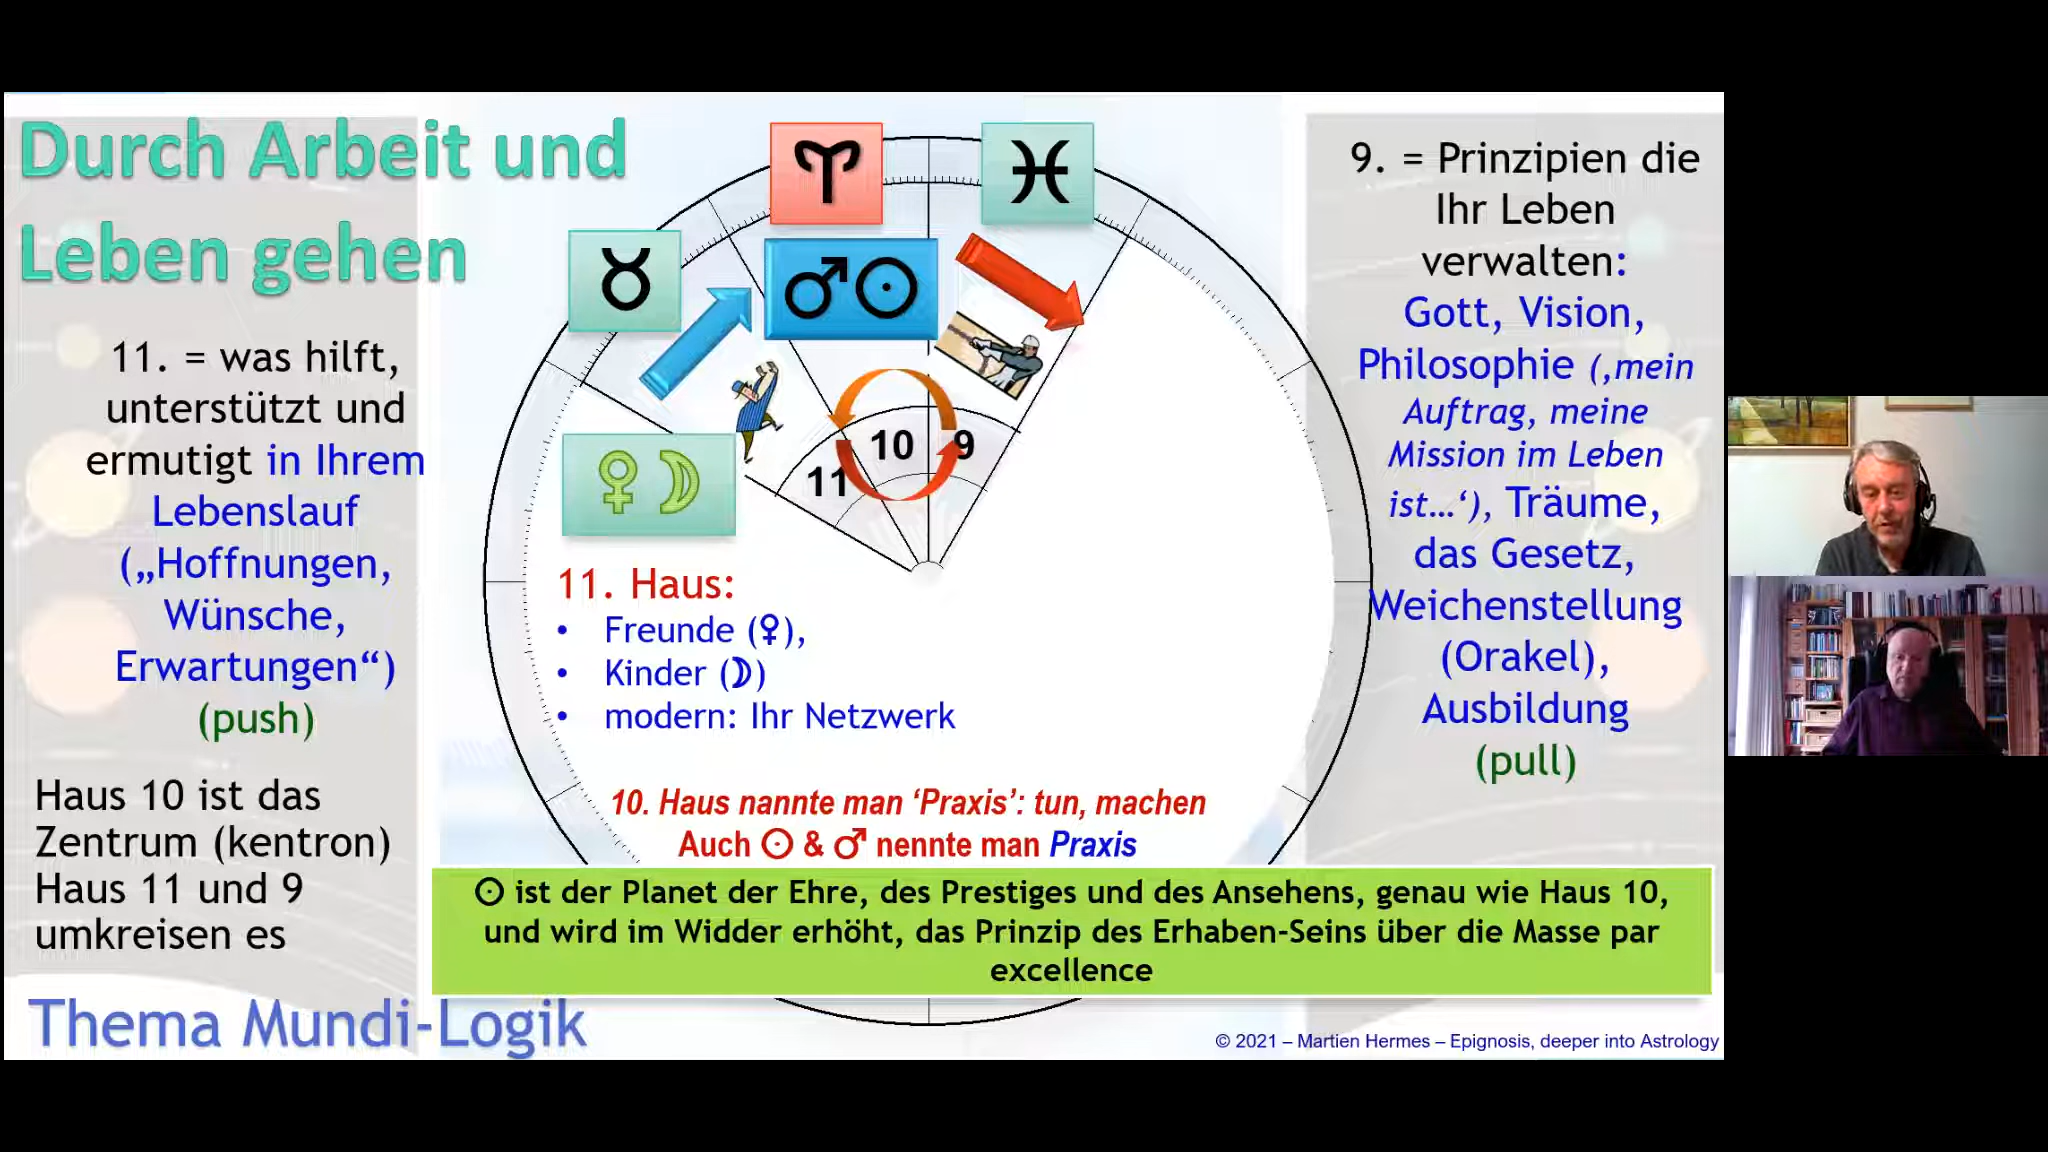 Durch Arbeit und
Leben gehen
11. = was hilft,
unterstützt und
ermutigt in Ihrem
Lebenslauf
(„Hoffnungen,
Wünsche,
Erwartungen“)
(push)
Haus 10 ist das
Zentrum (kentron)
Haus 11 und 9
umkreisen es
Thema Mundi-Logik
♈ ♓
♉
♂☉
♀☽
11 10 9
11. Haus:
• Freunde (♀),
• Kinder (☽)
• modern: Ihr Netzwerk
10. Haus nannte man ‘Praxis’: tun, machen
Auch ☉ & ♂ nennte man Praxis
☉ ist der Planet der Ehre, des Prestiges und des Ansehens, genau wie Haus 10,
und wird im Widder erhöht, das Prinzip des Erhaben-Seins über die Masse par
excellence
9. = Prinzipien die
Ihr Leben
verwalten:
Gott, Vision,
Philosophie (‚mein
Auftrag, meine
Mission im Leben
ist…‘), Träume,
das Gesetz,
Weichenstellung
(Orakel),
Ausbildung
(pull)
© 2021 – Martien Hermes – Epignosis, deeper into Astrology